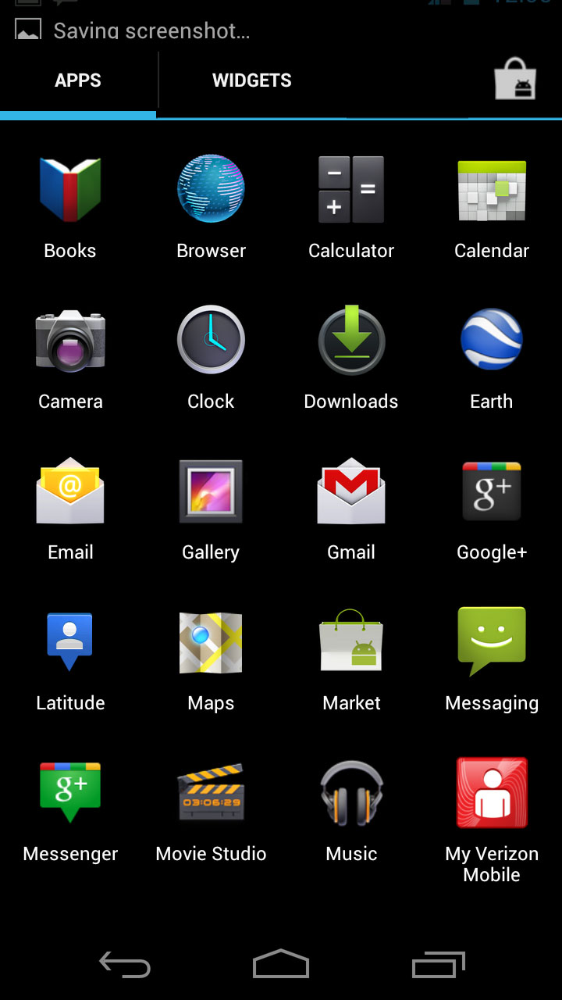 Saving screenshot...
APPS WIDGETS
Books Browser Calculator Calendar
Camera Clock Downloads Earth
Email Gallery Gmail Google+
Latitude Maps Market Messaging
03:06:29
Messenger Movie Studio Music My Verizon
Mobile